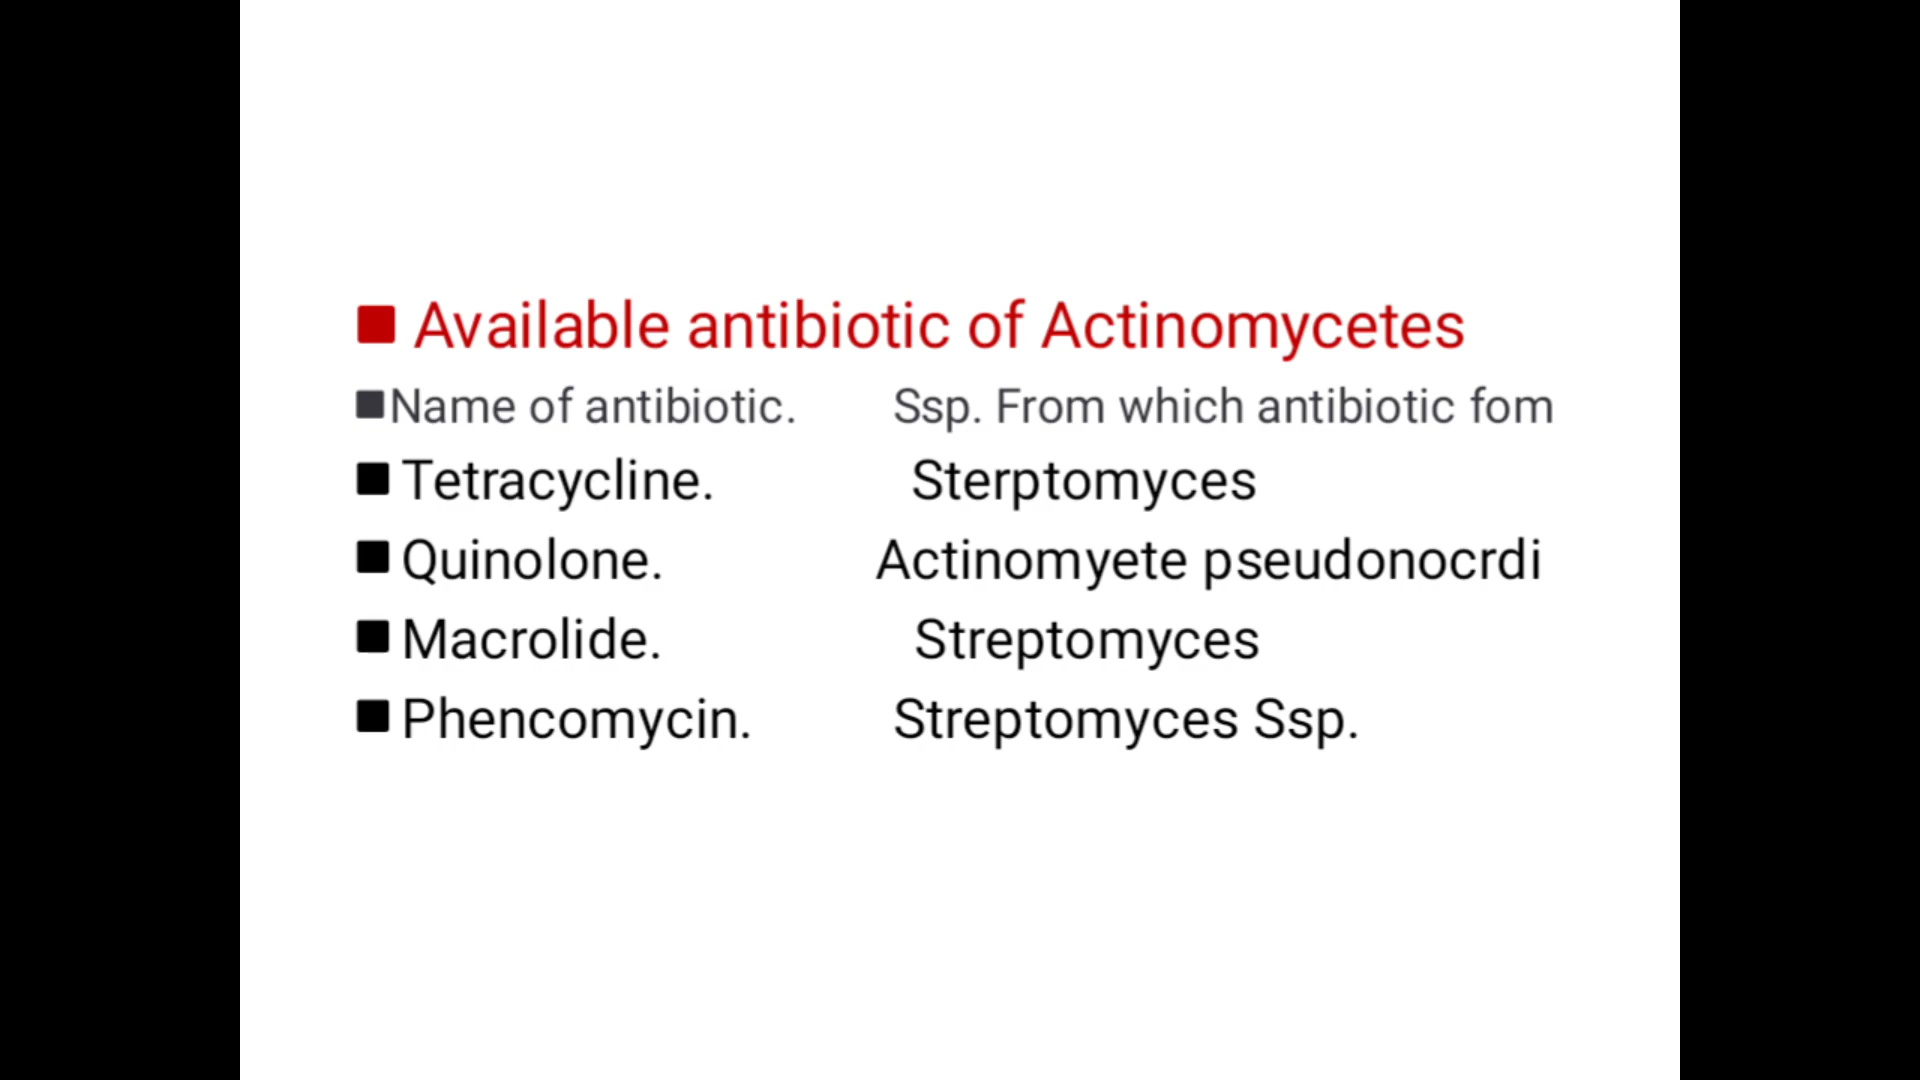 Available antibiotic of Actinomycetes
Name of antibiotic. Ssp. From which antibiotic fom
Tetracycline. Sterptomyces
Quinolone. Actinomyete pseudonocrdi
Macrolide. Streptomyces
Phencomycin. Streptomyces Ssp.